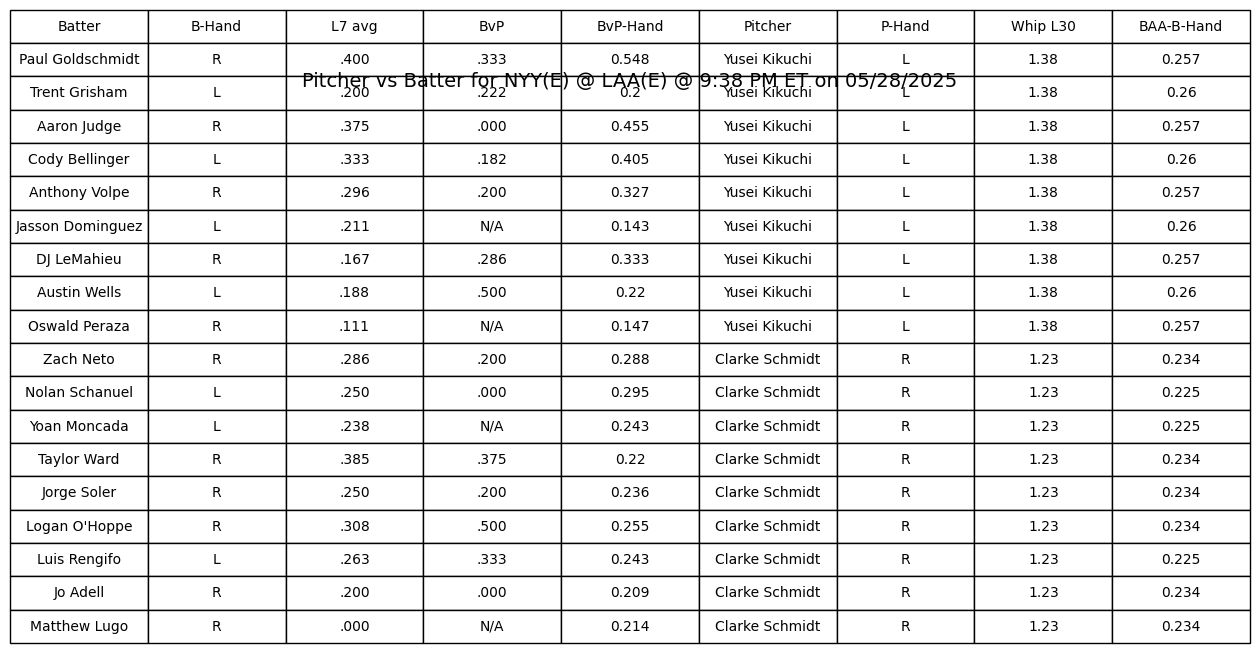 Batter B-Hand L7 avg BvP BvP-Hand Pitcher P-Hand Whip L30 BAA-B-Hand
Paul Goldschmidt R .400 .333 0.548 Yusei Kikuchi L 1.38 0.257
Pitcher vs Batter for NYY(E) @ LAA(E) @ 9:38 PM ET on 05/28/2025
Trent Grisham L .200 .222 0.2 Yusei Kikuchi L 1.38 0.26
Aaron Judge R .375 .000 0.455 Yusei Kikuchi L 1.38 0.257
Cody Bellinger L .333 .182 0.405 Yusei Kikuchi L 1.38 0.26
Anthony Volpe R .296 .200 0.327 Yusei Kikuchi L 1.38 0.257
Jasson Dominguez L .211 N/A 0.143 Yusei Kikuchi L 1.38 0.26
DJ LeMahieu R .167 .286 0.333 Yusei Kikuchi L 1.38 0.257
Austin Wells L .188 .500 0.22 Yusei Kikuchi L 1.38 0.26
Oswald Peraza R .111 N/A 0.147 Yusei Kikuchi L 1.38 0.257
Zach Neto R .286 .200 0.288 Clarke Schmidt R 1.23 0.234
Nolan Schanuel L .250 .000 0.295 Clarke Schmidt R 1.23 0.225
Yoan Moncada L .238 N/A 0.243 Clarke Schmidt R 1.23 0.225
Taylor Ward R .385 .375 0.22 Clarke Schmidt R 1.23 0.234
Jorge Soler R .250 .200 0.236 Clarke Schmidt R 1.23 0.234
Logan O'Hoppe R .308 .500 0.255 Clarke Schmidt R 1.23 0.234
Luis Rengifo L .263 .333 0.243 Clarke Schmidt R 1.23 0.225
Jo Adell R .200 .000 0.209 Clarke Schmidt R 1.23 0.234
Matthew Lugo R .000 N/A 0.214 Clarke Schmidt R 1.23 0.234